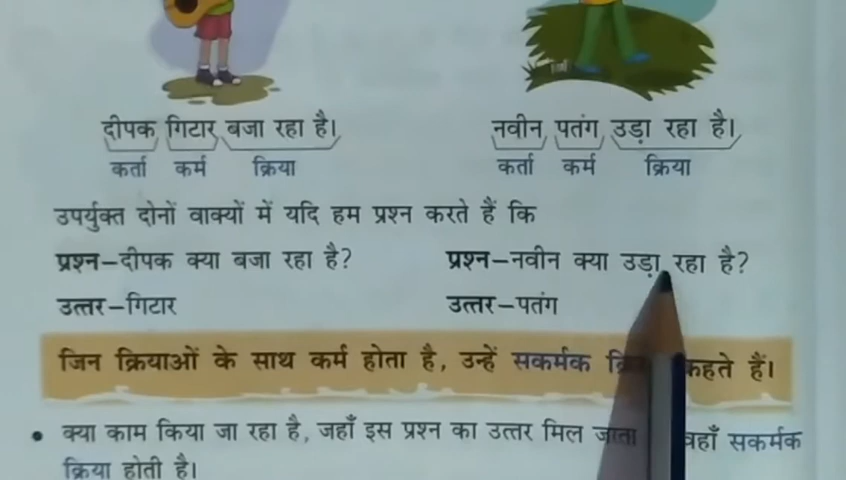 दीपक गिटार बजा रहा है। नवीन पतंग उड़ा रहा है।
कर्ता कर्म क्रिया कर्ता कर्म क्रिया
उपर्युक्त दोनों वाक्यों में यदि हम प्रश्न करते हैं कि
प्रश्न–दीपक क्या बजा रहा है? प्रश्न–नवीन क्या उड़ा रहा है?
उत्तर–गिटार उत्तर–पतंग
जिन क्रियाओं के साथ कर्म होता है, उन्हें सकर्मक कहते हैं।
• क्या काम किया जा रहा है, जहाँ इस प्रश्न का उत्तर मिल जाता वहाँ सकर्मक
क्रिया होती है।